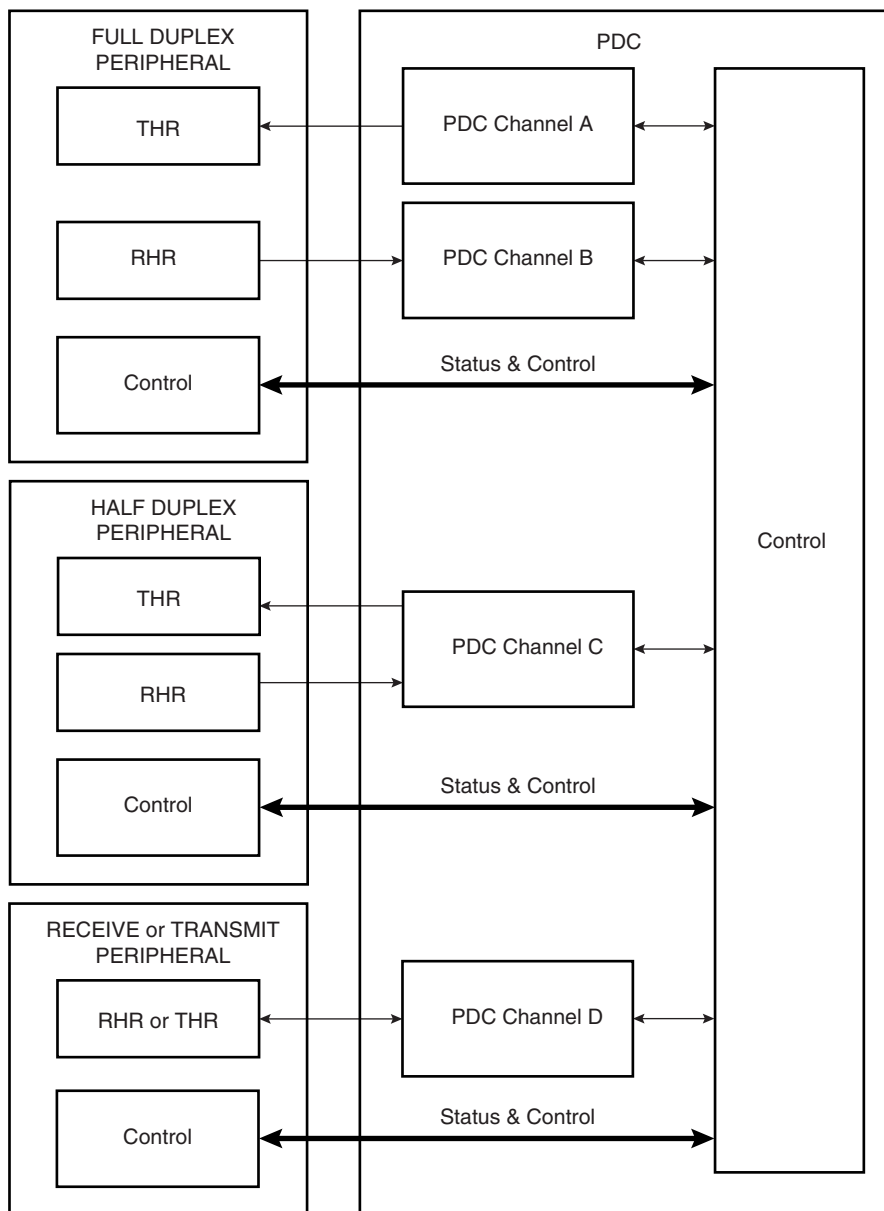 FULL DUPLEX
PERIPHERAL
THR
RHR
Control
PDC
PDC Channel A
PDC Channel B
Status & Control
HALF DUPLEX
PERIPHERAL
THR
RHR
Control
PDC Channel C
Status & Control
Control
RECEIVE or TRANSMIT
PERIPHERAL
RHR or THR
Control
PDC Channel D
Status & Control